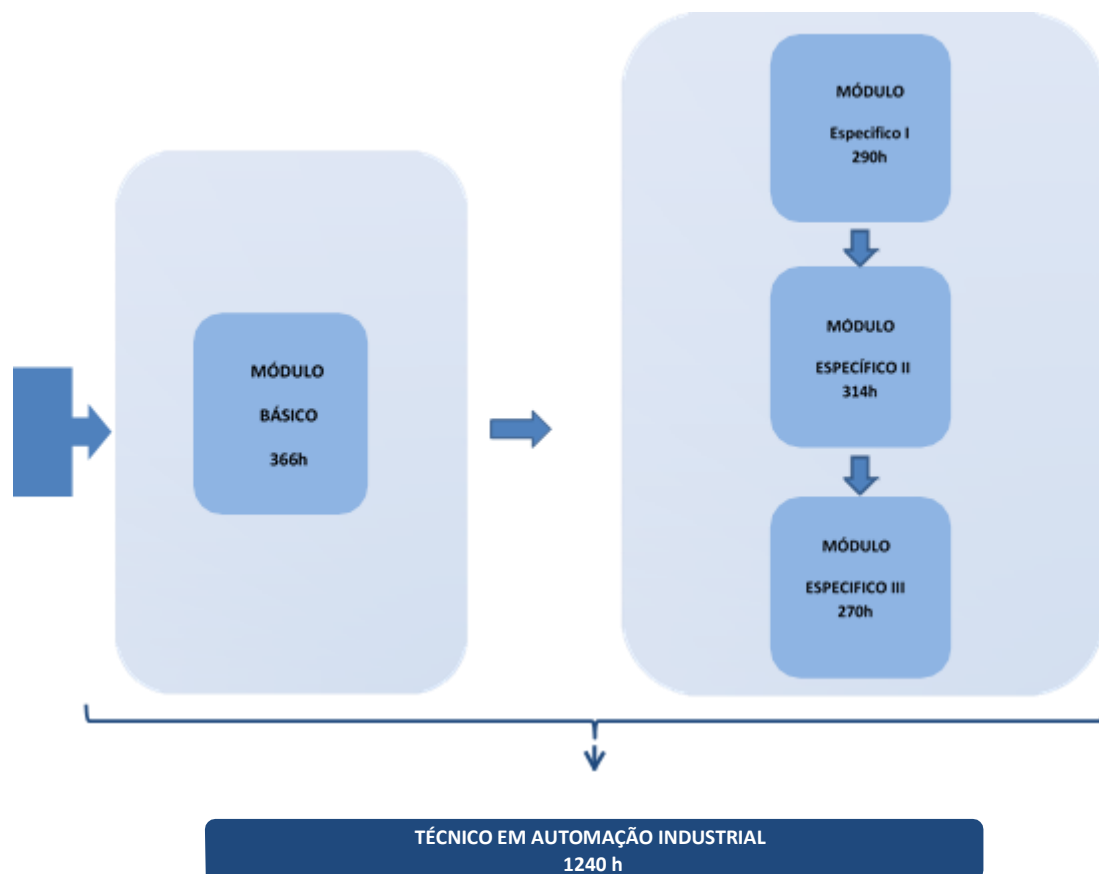 MÓDULO
BÁSICO
366h
MÓDULO
Especifico I
290h
MÓDULO
ESPECÍFICO II
314h
MÓDULO
ESPECIFICO III
270h
TÉCNICO EM AUTOMAÇÃO INDUSTRIAL
1240 h